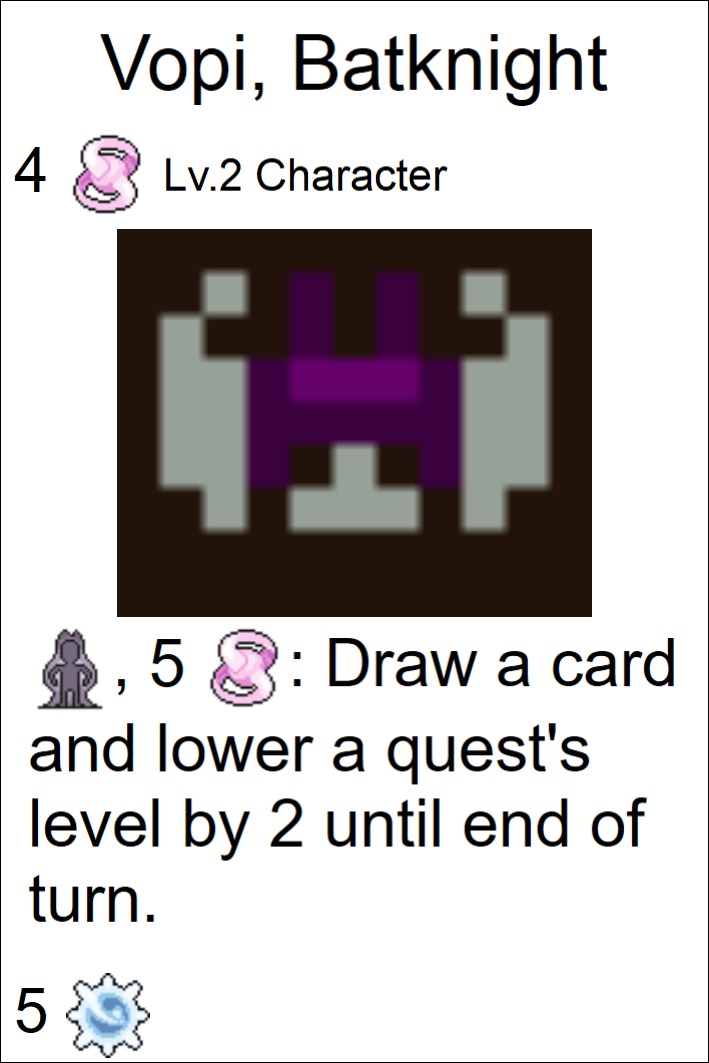 Vopi, Batknight
4 Lv.2 Character
, 5 : Draw a card
and lower a quest's
level by 2 until end of
turn.
5